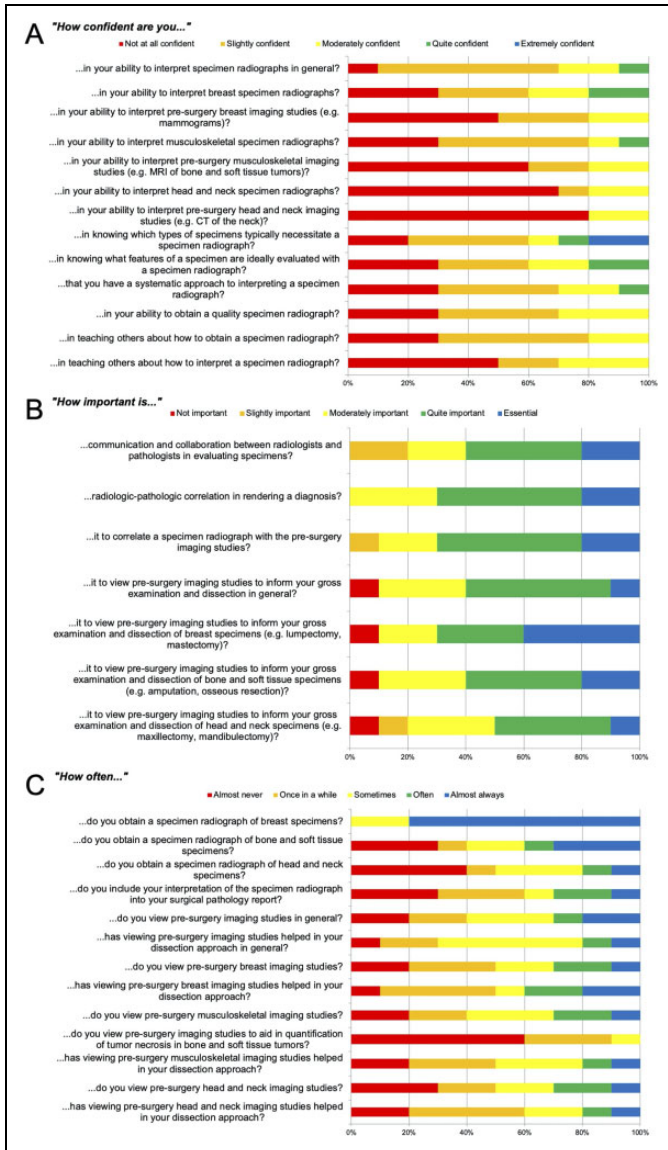 A "How confident are you..."
Not at all confident Slightly confident Moderately confident Quite confident Extremely confident
...in your ability to interpret specimen radiographs in general?
...in your ability to interpret breast specimen radiographs?
...in your ability to interpret pre-surgery breast imaging studies (e.g.
mammograms)?
...in your ability to interpret musculoskeletal specimen radiographs?
...in your ability to interpret pre-surgery musculoskeletal imaging
studies (e.g. MRI of bone and soft tissue tumors)?
...in your ability to interpret head and neck specimen radiographs?
...in your ability to interpret pre-surgery head and neck imaging
studies (e.g. CT of the neck)?
...in knowing which types of specimens typically necessitate a
specimen radiograph?
...in knowing what features of a specimen are ideally evaluated with
a specimen radiograph?
...that you have a systematic approach to interpreting a specimen
radiograph?
...in your ability to obtain a quality specimen radiograph?
...in teaching others about how to obtain a specimen radiograph?
...in teaching others about how to interpret a specimen radiograph?
0% 20% 40% 60% 80% 100%
B "How important is..."
Not important Slightly important Moderately important Quite important Essential
...communication and collaboration between radiologists and
pathologists in evaluating specimens?
...radiologic-pathologic correlation in rendering a diagnosis?
...it to correlate a specimen radiograph with the pre-surgery
imaging studies?
...it to view pre-surgery imaging studies to inform your gross
examination and dissection in general?
...it to view pre-surgery imaging studies to inform your gross
examination and dissection of breast specimens (e.g. lumpectomy,
mastectomy)?
...it to view pre-surgery imaging studies to inform your gross
examination and dissection of bone and soft tissue specimens
(e.g. amputation, osseous resection)?
...it to view pre-surgery imaging studies to inform your gross
examination and dissection of head and neck specimens (e.g.
maxillectomy, mandibulectomy)?
0% 20% 40% 60% 80% 100%
C "How often..."
Almost never Once in a while Sometimes Often Almost always
...do you obtain a specimen radiograph of breast specimens?
...do you obtain a specimen radiograph of bone and soft tissue
specimens?
...do you obtain a specimen radiograph of head and neck
specimens?
...do you include your interpretation of the specimen radiograph
into your surgical pathology report?
...do you view pre-surgery imaging studies in general?
...has viewing pre-surgery imaging studies helped in your
dissection approach in general?
...do you view pre-surgery breast imaging studies?
...has viewing pre-surgery breast imaging studies helped in your
dissection approach?
...do you view pre-surgery musculoskeletal imaging studies?
...do you view pre-surgery imaging studies to aid in quantification
of tumor necrosis in bone and soft tissue tumors?
...has viewing pre-surgery musculoskeletal imaging studies helped
in your dissection approach?
...do you view pre-surgery head and neck imaging studies?
...has viewing pre-surgery head and neck imaging studies helped
in your dissection approach?
0% 20% 40% 60% 80% 100%